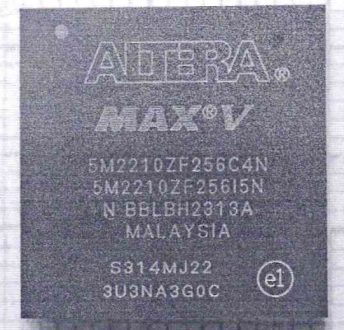 ALTERA®
MAX® V
5M2210ZF256C4N
5M2210ZF256I5N
N BBLBH2313A
MALAYSIA
S314MJ22
3U3NA3G0C
e1